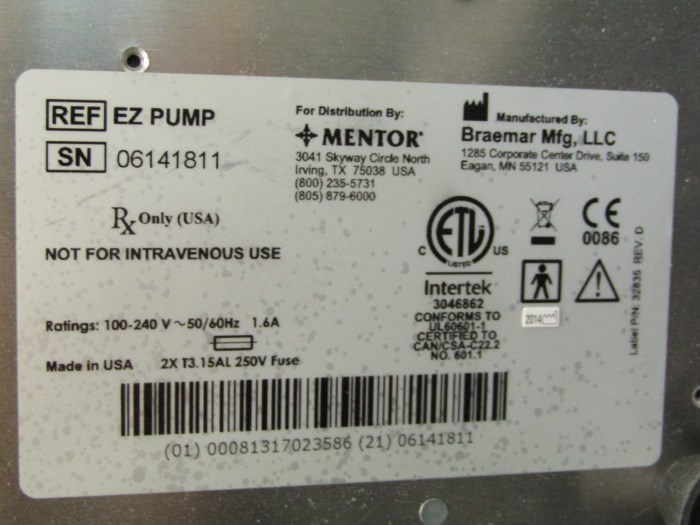 REF EZ PUMP
SN 06141811
Rx Only (USA)
NOT FOR INTRAVENOUS USE
For Distribution By:
MENTOR®
3041 Skyway Circle North
Irving, TX 75038 USA
(800) 235-5731
(805) 879-6000
Manufactured By:
Braemar Mfg, LLC
1285 Corporate Center Drive, Suite 150
Eagan, MN 55121 USA
C ETL US
LISTED
Intertek
3046862
CONFORMS TO
UL60601-1
CERTIFIED TO
CAN/CSA-C22.2
NO. 601.1
CE
0086
2014
Label P/N: 32835 REV. D
Ratings: 100-240 V ~50/60Hz 1.6A
Made in USA 2X T3.15AL 250V Fuse
(01) 00081317023586 (21) 06141811